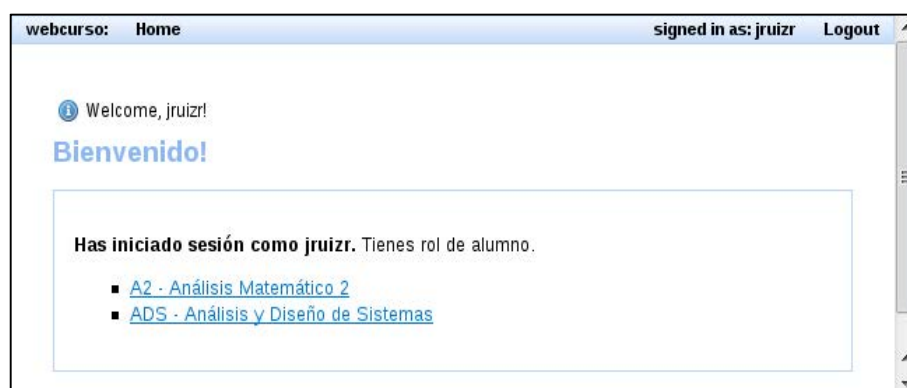 webcurso: Home signed in as: jruizr Logout
Welcome, jruizr!
Bienvenido!
Has iniciado sesión como jruizr. Tienes rol de alumno.
A2 - Análisis Matemático 2
ADS - Análisis y Diseño de Sistemas